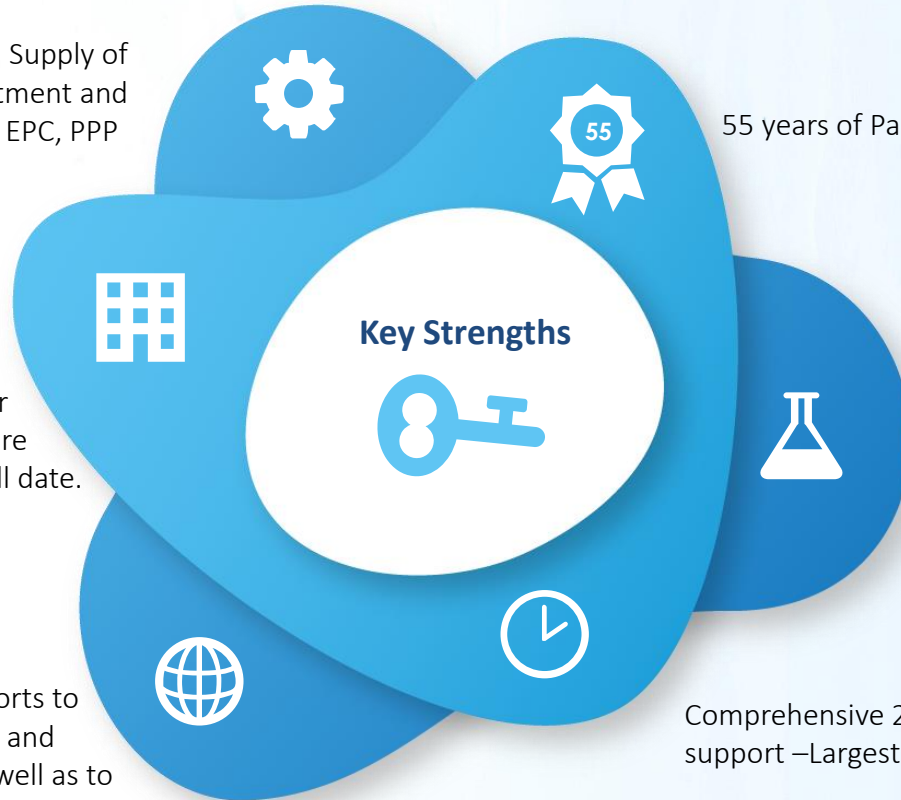 Supply of
tment and
EPC, PPP
55
55 years of Pa
Key Strengths
r
re
ll date.
orts to
and
well as to
Comprehensive 2
support –Largest